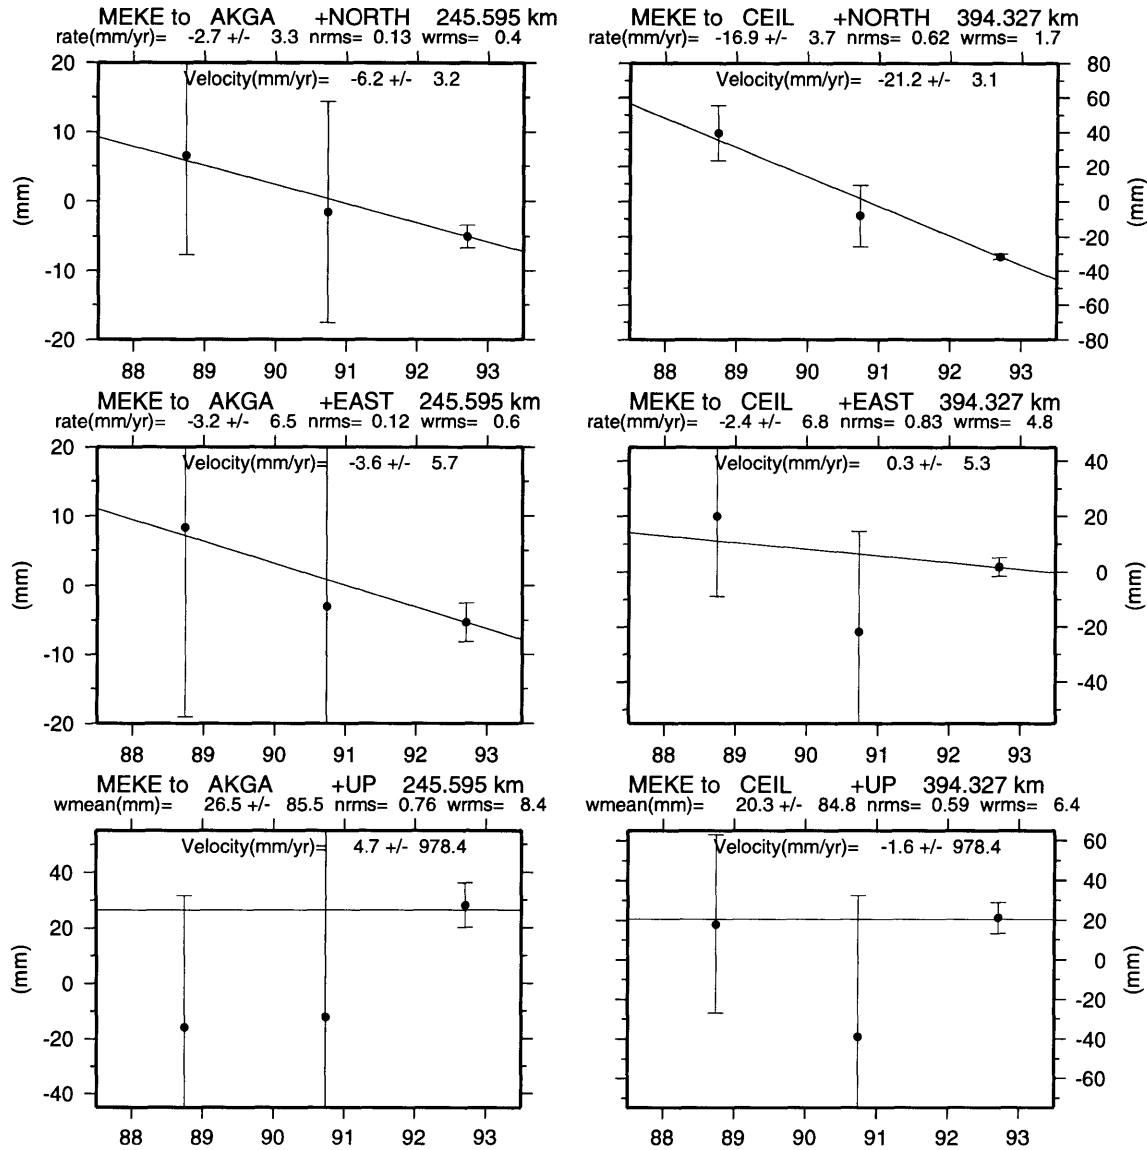 MEKE to AKGA +NORTH 245.595 km
rate(mm/yr)= -2.7 +/- 3.3 nrms= 0.13 wrms= 0.4
Velocity(mm/yr)= -6.2 +/- 3.2
20
10
0
-10
-20
(mm)
88 89 90 91 92 93
MEKE to CEIL +NORTH 394.327 km
rate(mm/yr)= -16.9 +/- 3.7 nrms= 0.62 wrms= 1.7
Velocity(mm/yr)= -21.2 +/- 3.1
80
60
40
20
0
-20
-40
-60
-80
(mm)
88 89 90 91 92 93
MEKE to AKGA +EAST 245.595 km
rate(mm/yr)= -3.2 +/- 6.5 nrms= 0.12 wrms= 0.6
Velocity(mm/yr)= -3.6 +/- 5.7
20
10
0
-10
-20
(mm)
88 89 90 91 92 93
MEKE to CEIL +EAST 394.327 km
rate(mm/yr)= -2.4 +/- 6.8 nrms= 0.83 wrms= 4.8
Velocity(mm/yr)= 0.3 +/- 5.3
40
20
0
-20
-40
(mm)
88 89 90 91 92 93
MEKE to AKGA +UP 245.595 km
wmean(mm)= 26.5 +/- 85.5 nrms= 0.76 wrms= 8.4
Velocity(mm/yr)= 4.7 +/- 978.4
40
20
0
-20
-40
(mm)
88 89 90 91 92 93
MEKE to CEIL +UP 394.327 km
wmean(mm)= 20.3 +/- 84.8 nrms= 0.59 wrms= 6.4
Velocity(mm/yr)= -1.6 +/- 978.4
60
40
20
0
-20
-40
-60
(mm)
88 89 90 91 92 93